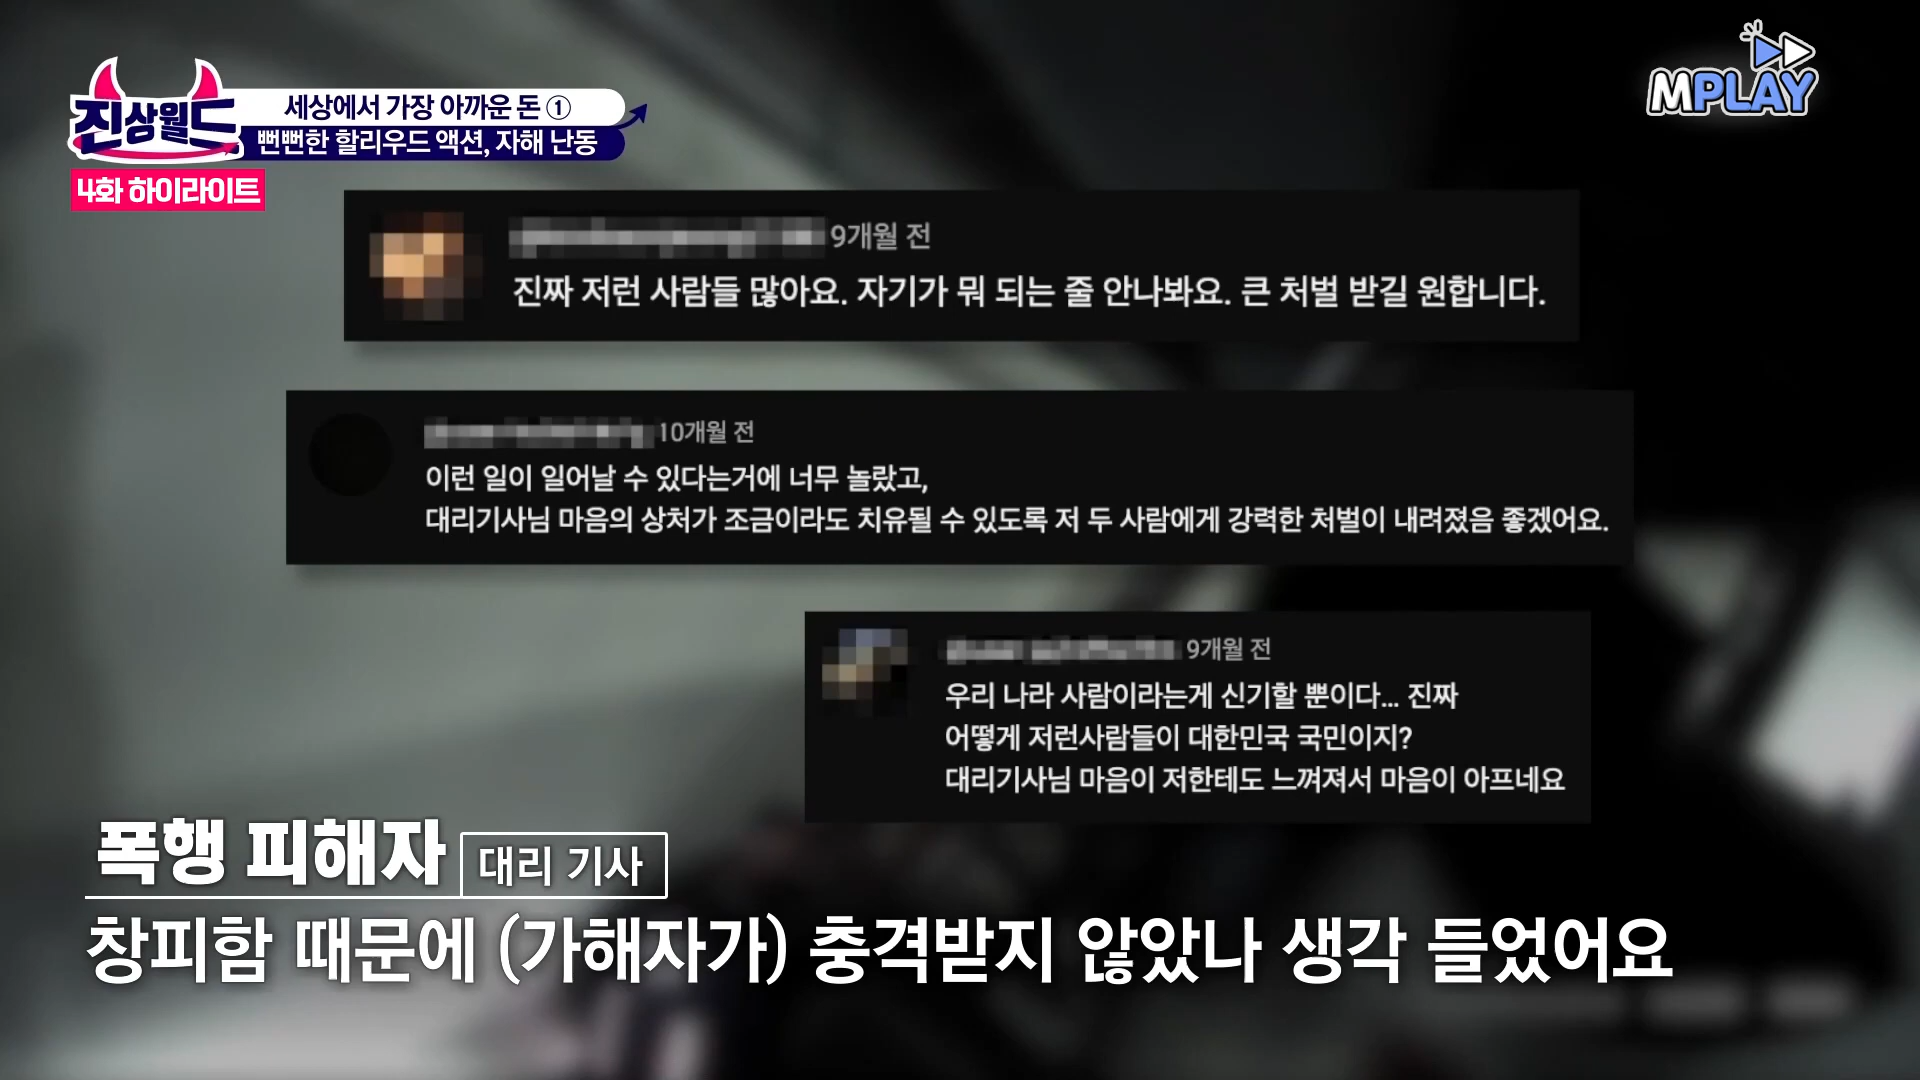 진상월드
세상에서 가장 아까운 돈 ①
뻔뻔한 할리우드 액션, 자해 난동
4화 하이라이트
MPLAY
9개월 전
진짜 저런 사람들 많아요. 자기가 뭐 되는 줄 안나봐요. 큰 처벌 받길 원합니다.
10개월 전
이런 일이 일어날 수 있다는거에 너무 놀랐고,
대리기사님 마음의 상처가 조금이라도 치유될 수 있도록 저 두 사람에게 강력한 처벌이 내려졌음 좋겠어요.
9개월 전
우리 나라 사람이라는게 신기할 뿐이다... 진짜
어떻게 저런사람들이 대한민국 국민이지?
대리기사님 마음이 저한테도 느껴져서 마음이 아프네요
폭행 피해자 대리 기사
창피함 때문에 (가해자가) 충격받지 않았나 생각 들었어요